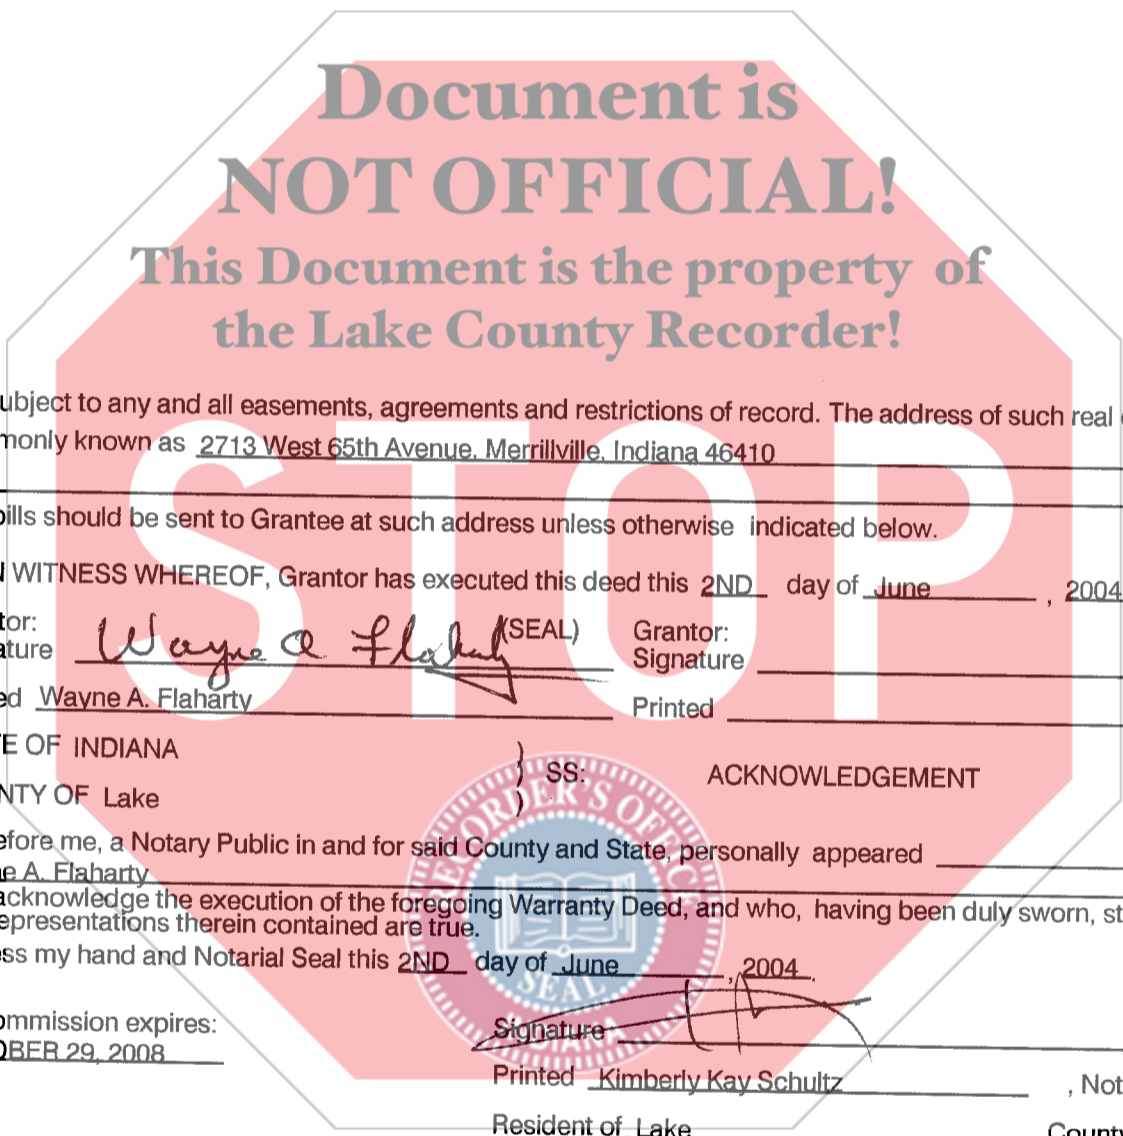 Document is
NOT OFFICIAL!
This Document is the property of
the Lake County Recorder!
STOP
ubject to any and all easements, agreements and restrictions of record. The address of such real
monly known as 2713 West 65th Avenue, Merrillville, Indiana 46410
bills should be sent to Grantee at such address unless otherwise indicated below.
WITNESS WHEREOF, Grantor has executed this deed this 2ND day of June , 2004
tor: (SEAL) Grantor:
ature Wayne A Flaharty Signature
ed Wayne A. Flaharty Printed
E OF INDIANA
SS: ACKNOWLEDGEMENT
NTY OF Lake
efore me, a Notary Public in and for said County and State, personally appeared
e A. Flaharty
acknowledge the execution of the foregoing Warranty Deed, and who, having been duly sworn, st
epresentations therein contained are true.
ss my hand and Notarial Seal this 2ND day of June , 2004.
ommission expires:
OBER 29, 2008
Signature
Printed Kimberly Kay Schultz , Not
Resident of Lake County
RECORDER'S OFFICE
SEAL
INDIANA